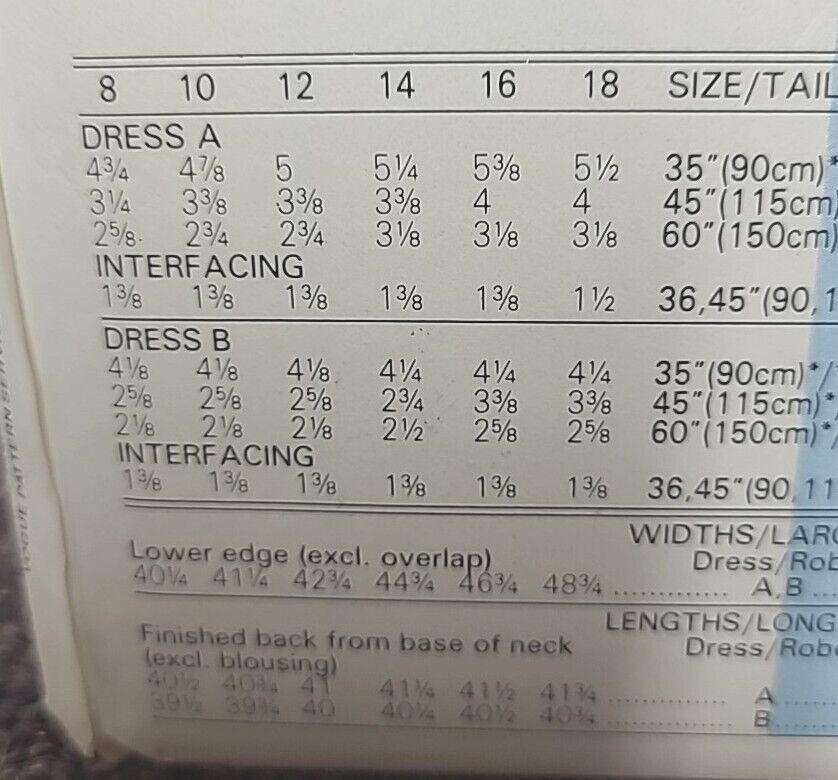 8 10 12 14 16 18 SIZE/TAIL
DRESS A
4¾ 4⅞ 5 5¼ 5⅜ 5½ 35"(90cm)*
3¼ 3⅜ 3⅜ 3⅜ 4 4 45"(115cm)
2⅝ 2¾ 2¾ 3⅛ 3⅛ 3⅛ 60"(150cm)
INTERFACING
1⅜ 1⅜ 1⅜ 1⅜ 1⅜ 1½ 36,45"(90,1
DRESS B
4⅛ 4⅛ 4⅛ 4¼ 4¼ 4¼ 35"(90cm)*/
2⅝ 2⅝ 2⅝ 2¾ 3⅜ 3⅜ 45"(115cm)*
2⅛ 2⅛ 2⅛ 2½ 2⅝ 2⅝ 60"(150cm)*
INTERFACING
1⅜ 1⅜ 1⅜ 1⅜ 1⅜ 1⅜ 36,45"(90,11
WIDTHS/LARG
Lower edge (excl. overlap) Dress/Rob
40¼ 41¼ 42¾ 44¾ 46¾ 48¾ ............. A,B ...
LENGTHS/LONG
Finished back from base of neck Dress/Robe
(excl. blousing)
40½ 40¾ 41 41¼ 41½ 41¾ ............. A ......
39½ 39¾ 40 40¼ 40½ 40¾ ............. B ......
VOGUE PATTERN SERV